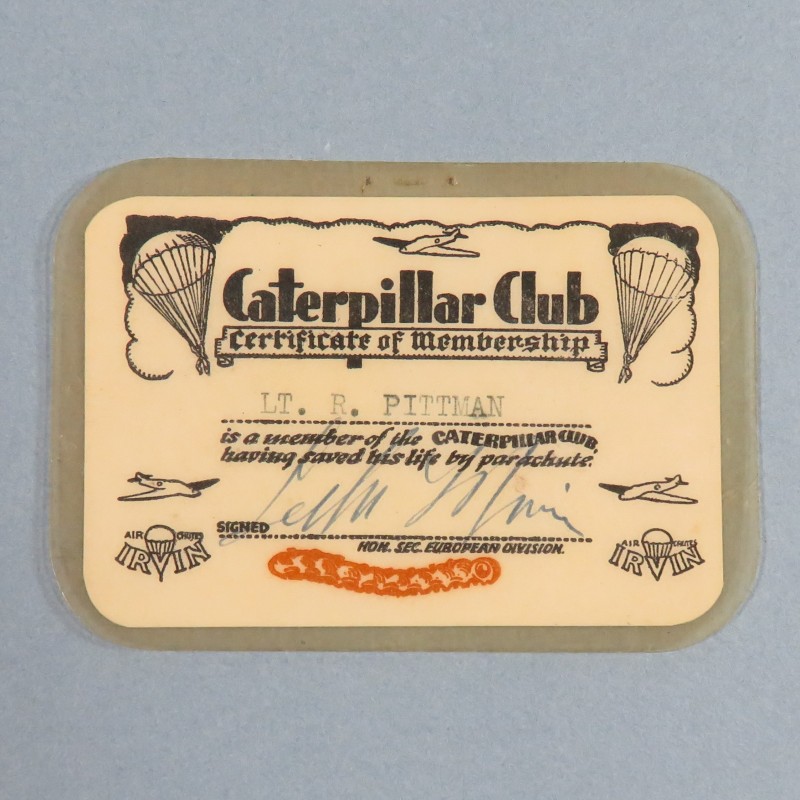 Caterpillar Club
Certificate of Membership
LT. R. PITTMAN
is a member of the CATERPILLAR CLUB,
having saved his life by parachute.
SIGNED
HON. SEC. EUROPEAN DIVISION.
AIR CHUTES
IRVIN
AIR CHUTES
IRVIN